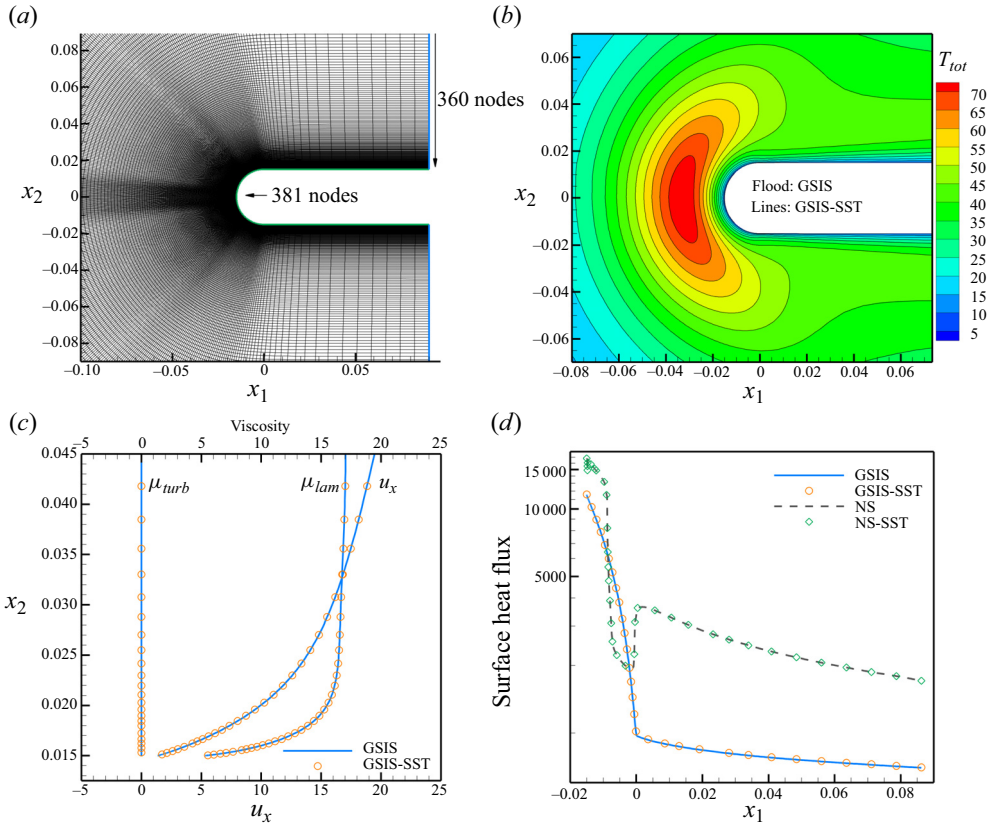 (a)
0.08
0.06
0.04
0.02
0
–0.02
–0.04
–0.06
–0.08
x2
–0.10
–0.05
0
0.05
x1
360 nodes
381 nodes
(b)
0.06
0.04
0.02
0
–0.02
–0.04
–0.06
x2
–0.08
–0.06
–0.04
–0.02
0
0.02
0.04
0.06
x1
Flood: GSIS
Lines: GSIS-SST
Ttot
70
65
60
55
50
45
40
35
30
25
20
15
10
5
(c)
Viscosity
–5
0
5
10
15
20
25
0.045
0.040
0.035
0.030
0.025
0.020
0.015
0.012
x2
μturb
μlam
ux
GSIS
GSIS-SST
–5
0
5
10
15
20
25
ux
(d)
15 000
10 000
5000
Surface heat flux
GSIS
GSIS-SST
NS
NS-SST
–0.02
0
0.02
0.04
0.06
0.08
x1